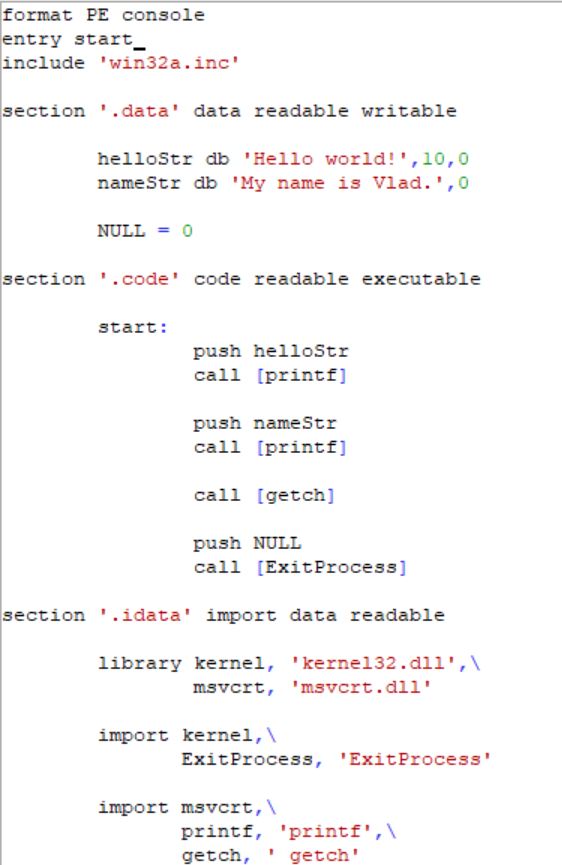 format PE console
entry start_
include 'win32a.inc'
section '.data' data readable writable
helloStr db 'Hello world!',10,0
nameStr db 'My name is Vlad.',0
NULL = 0
section '.code' code readable executable
start:
push helloStr
call [printf]
push nameStr
call [printf]
call [getch]
push NULL
call [ExitProcess]
section '.idata' import data readable
library kernel, 'kernel32.dll',\
msvcrt, 'msvcrt.dll'
import kernel,\
ExitProcess, 'ExitProcess'
import msvcrt,\
printf, 'printf',\
getch, ' getch'